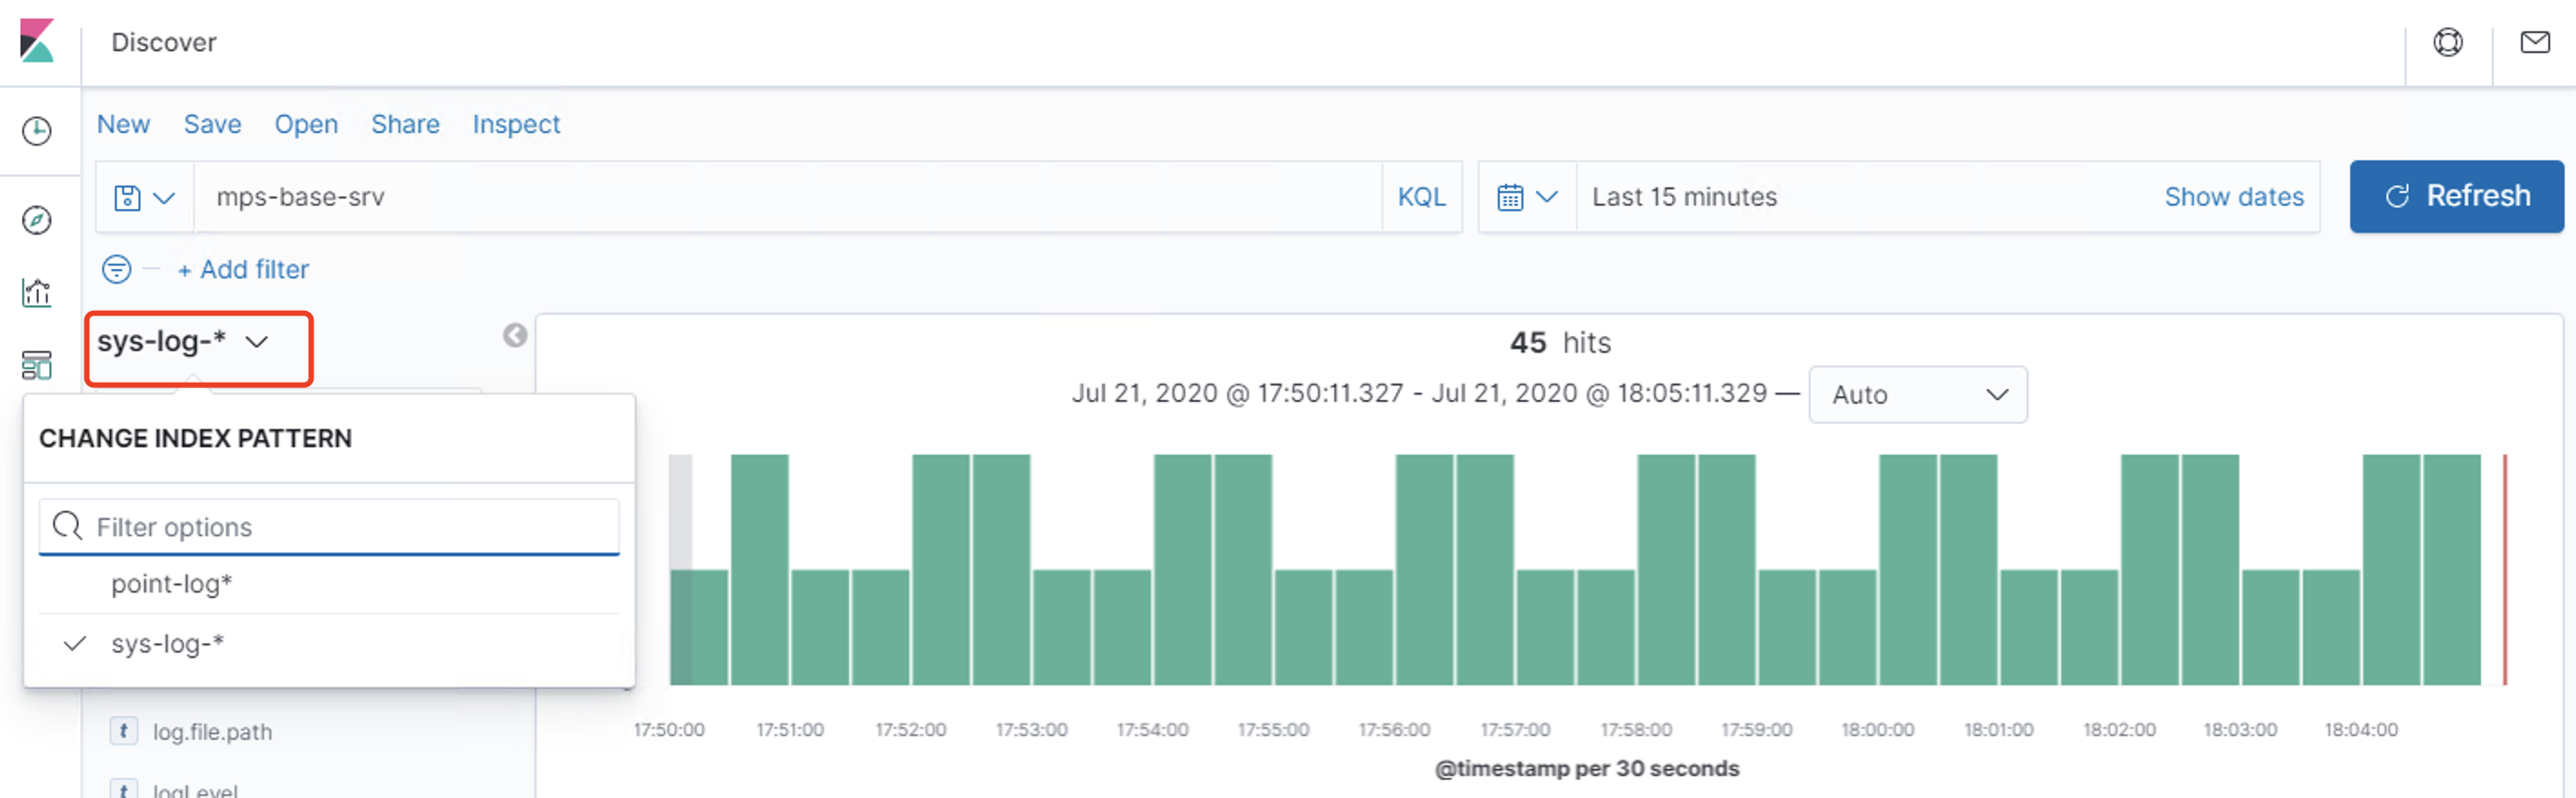 Discover
New Save Open Share Inspect
mps-base-srv KQL Last 15 minutes Show dates Refresh
+ Add filter
sys-log-*
45 hits
Jul 21, 2020 @ 17:50:11.327 - Jul 21, 2020 @ 18:05:11.329 — Auto
CHANGE INDEX PATTERN
Filter options
point-log*
sys-log-*
t log.file.path
t logLevel
17:50:00 17:51:00 17:52:00 17:53:00 17:54:00 17:55:00 17:56:00 17:57:00 17:58:00 17:59:00 18:00:00 18:01:00 18:02:00 18:03:00 18:04:00
@timestamp per 30 seconds